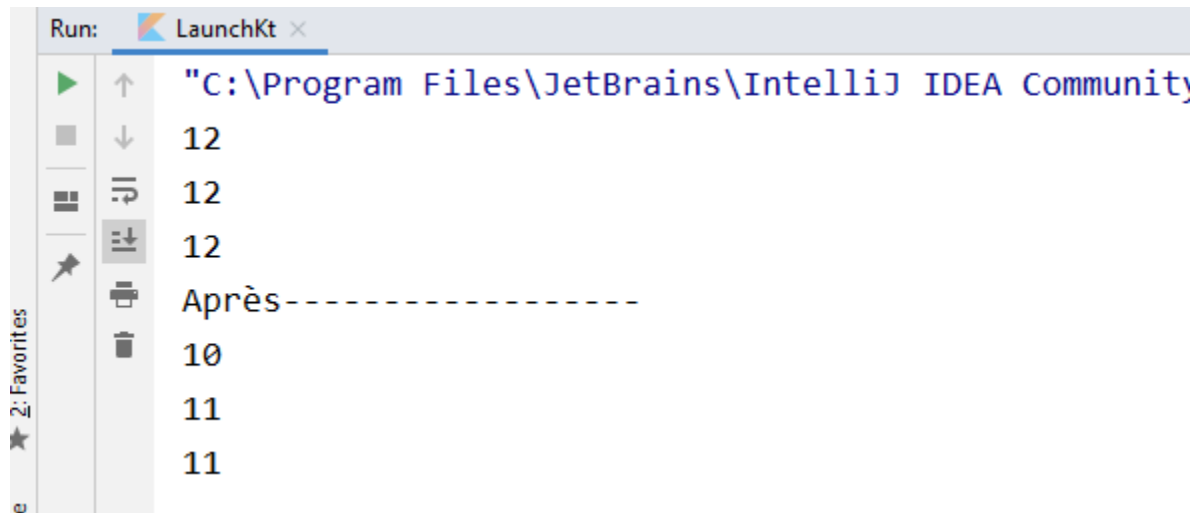 Run: LaunchKt
"C:\Program Files\JetBrains\IntelliJ IDEA Community
12
12
12
Après------------------
10
11
11
2: Favorites